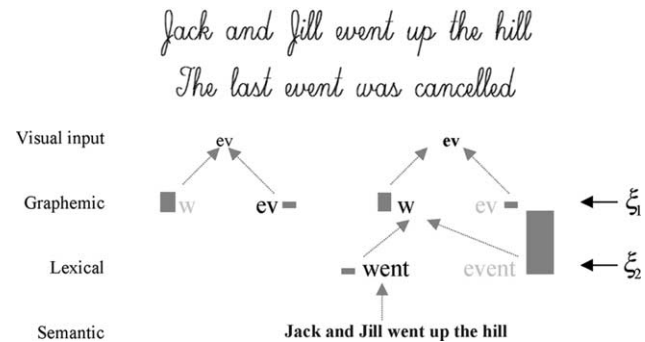 Jack and Jill event up the hill
The last event was cancelled
Visual input ev ev
Graphemic w ev w ev ξ1
Lexical went event ξ2
Semantic Jack and Jill went up the hill